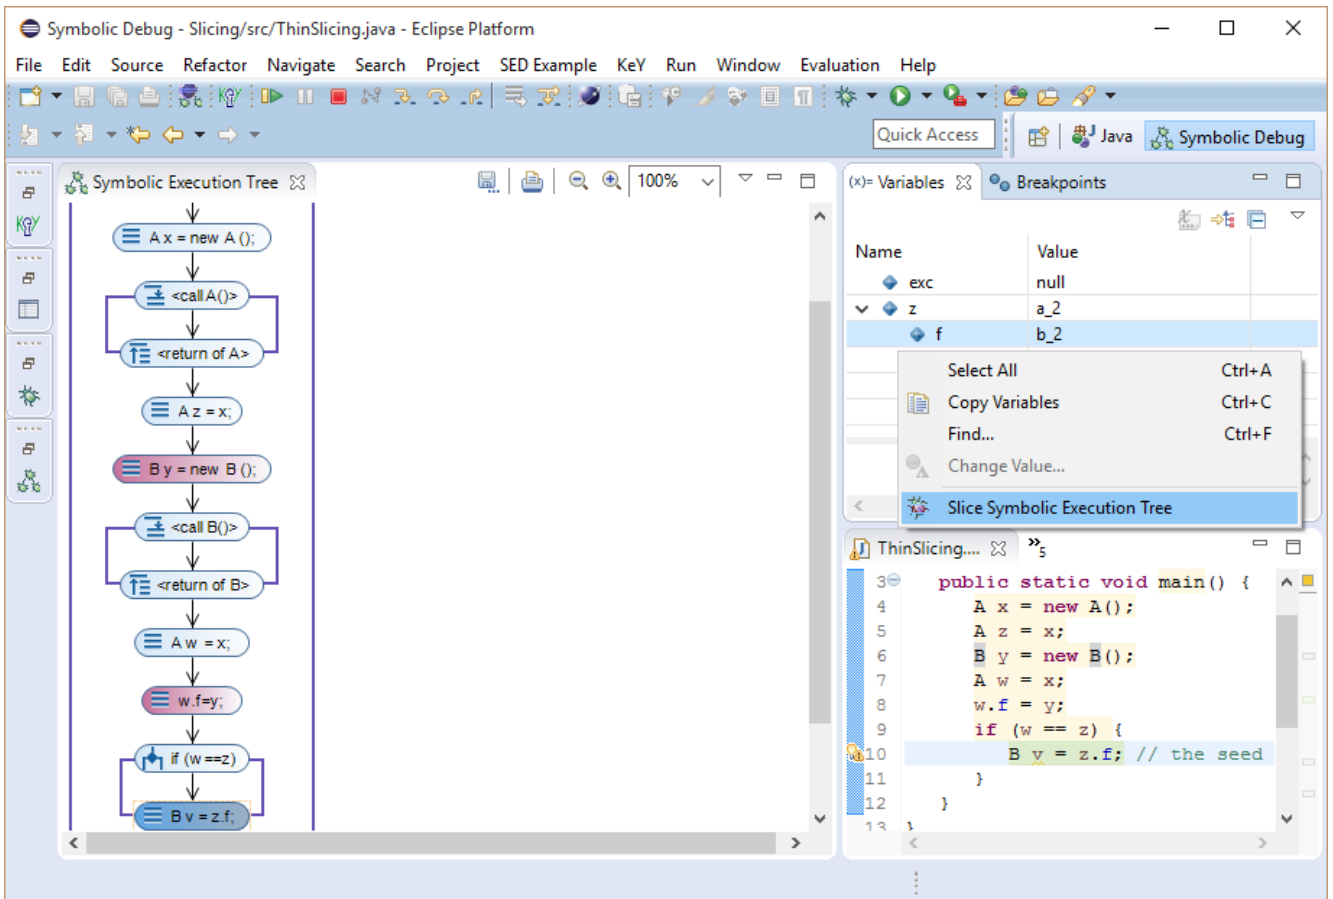 Symbolic Debug - Slicing/src/ThinSlicing.java - Eclipse Platform
File Edit Source Refactor Navigate Search Project SED Example KeY Run Window Evaluation Help
Quick Access
Java
Symbolic Debug
KeY
Symbolic Execution Tree
100%
A x = new A ();
<call A()>
<return of A>
A z = x;
B y = new B ();
<call B()>
<return of B>
A w = x;
w.f=y;
if (w ==z)
B v = z.f;
(x)= Variables
Breakpoints
Name Value
exc null
z a_2
f b_2
Select All Ctrl+A
Copy Variables Ctrl+C
Find... Ctrl+F
Change Value...
Slice Symbolic Execution Tree
ThinSlicing....
»5
3 public static void main() {
4 A x = new A();
5 A z = x;
6 B y = new B();
7 A w = x;
8 w.f = y;
9 if (w == z) {
10 B v = z.f; // the seed
11 }
12 }
13 }